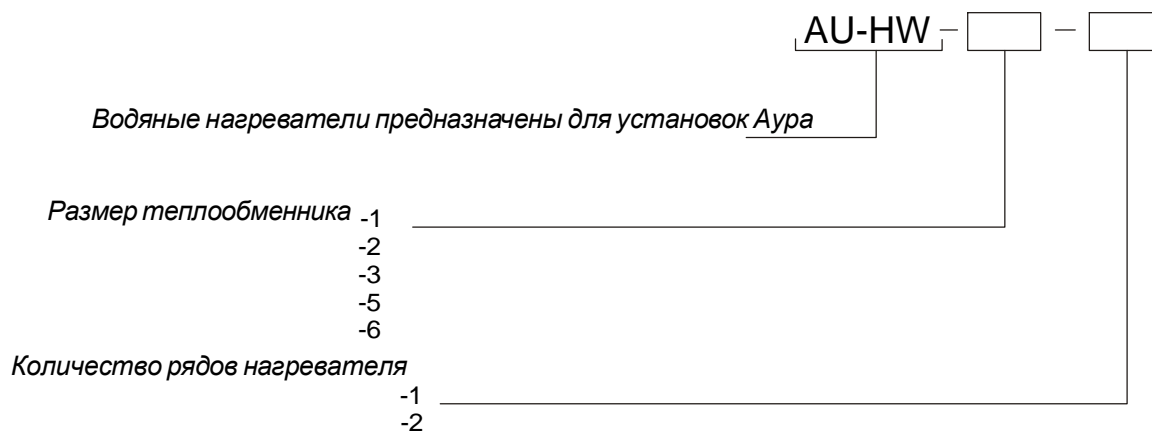 AU-HW – –
Водяные нагреватели предназначены для установок Аура
Размер теплообменника -1
-2
-3
-5
-6
Количество рядов нагревателя
-1
-2